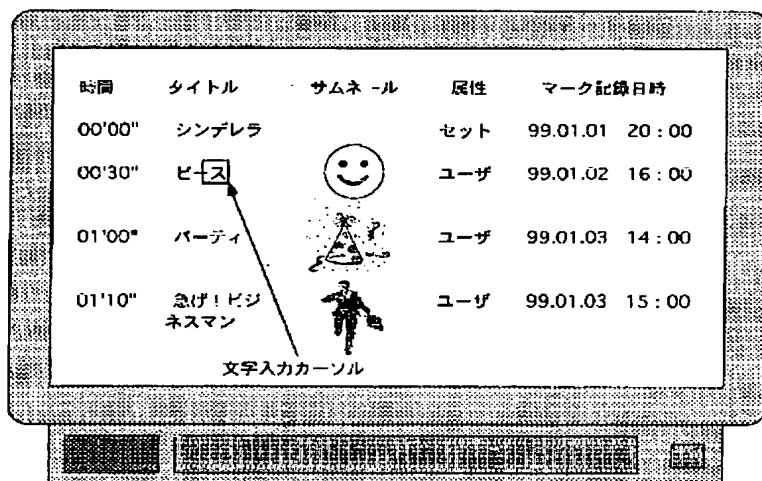 時間 タイトル サムネール 属性 マーク記録日時
00'00" シンデレラ セット 99.01.01 20:00
00'30" ピース ユーザ 99.01.02 16:00
01'00" パーティ ユーザ 99.01.03 14:00
01'10" 急げ!ビジ ユーザ 99.01.03 15:00
ネスマン
文字入力カーソル